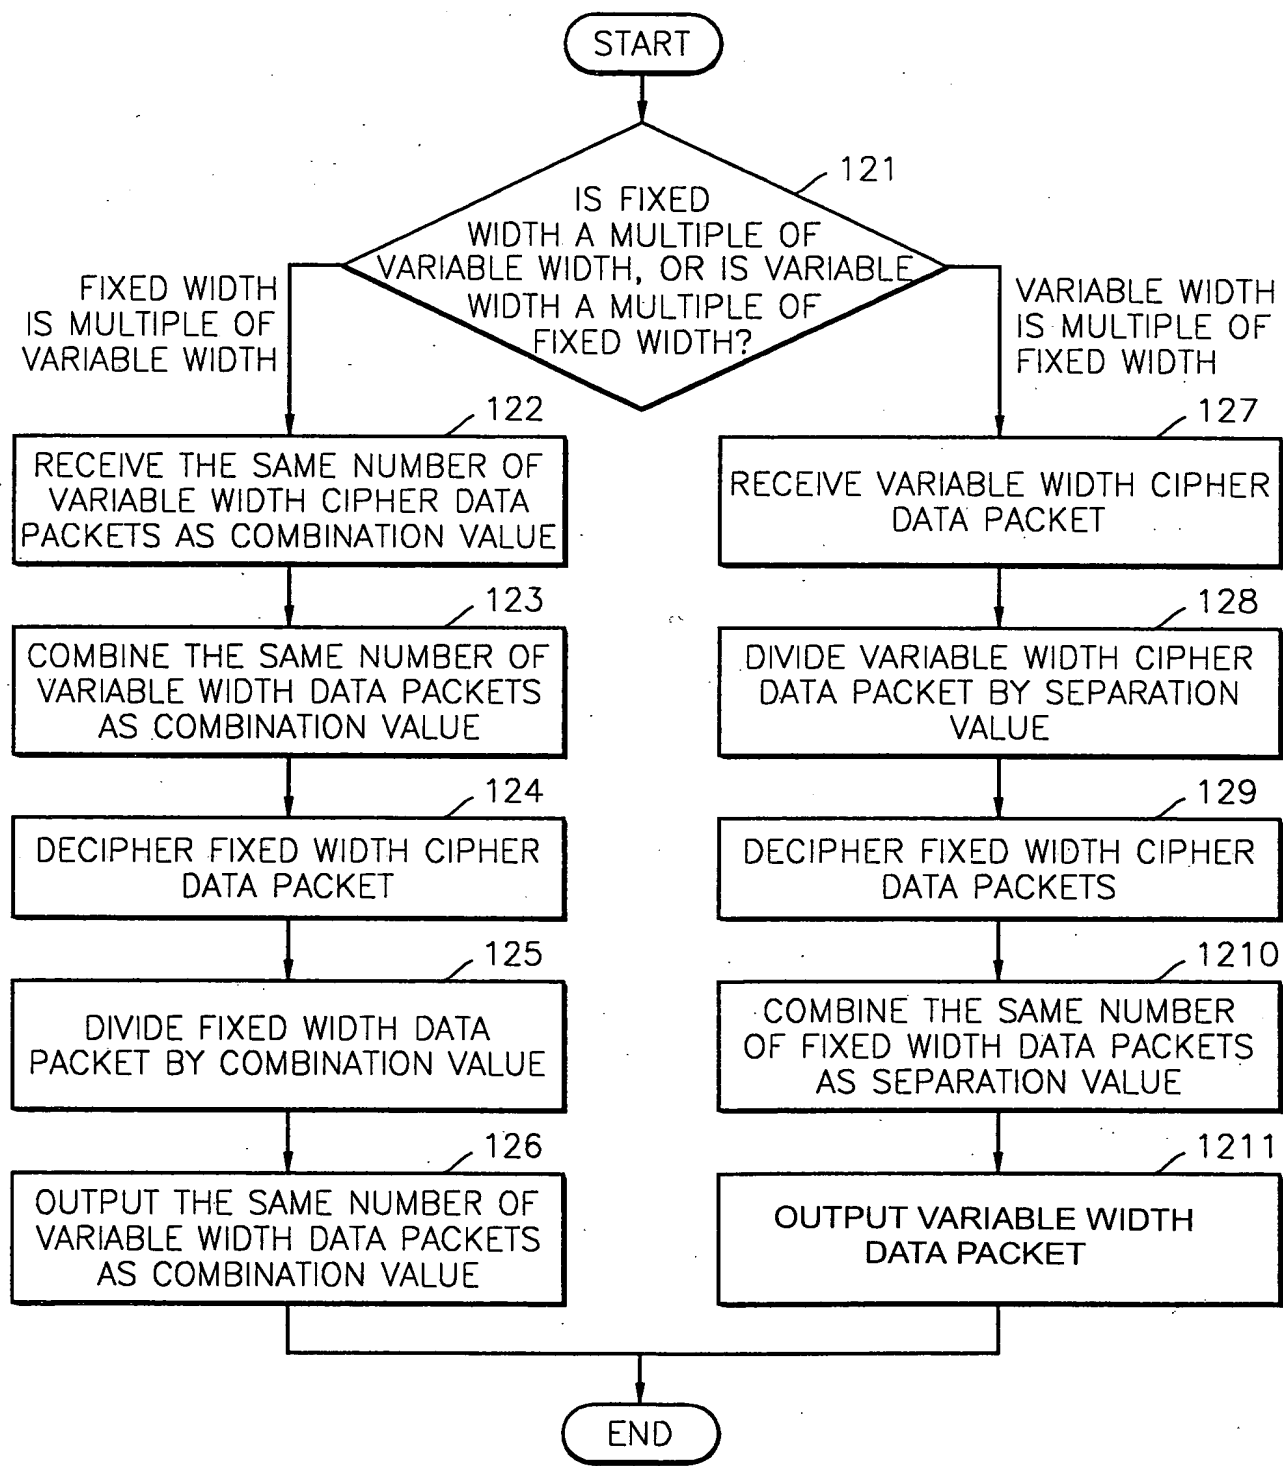 START
121
IS FIXED
WIDTH A MULTIPLE OF
VARIABLE WIDTH, OR IS VARIABLE
WIDTH A MULTIPLE OF
FIXED WIDTH?
FIXED WIDTH
IS MULTIPLE OF
VARIABLE WIDTH
VARIABLE WIDTH
IS MULTIPLE OF
FIXED WIDTH
122
RECEIVE THE SAME NUMBER OF
VARIABLE WIDTH CIPHER DATA
PACKETS AS COMBINATION VALUE
123
COMBINE THE SAME NUMBER OF
VARIABLE WIDTH DATA PACKETS
AS COMBINATION VALUE
124
DECIPHER FIXED WIDTH CIPHER
DATA PACKET
125
DIVIDE FIXED WIDTH DATA
PACKET BY COMBINATION VALUE
126
OUTPUT THE SAME NUMBER OF
VARIABLE WIDTH DATA PACKETS
AS COMBINATION VALUE
127
RECEIVE VARIABLE WIDTH CIPHER
DATA PACKET
128
DIVIDE VARIABLE WIDTH CIPHER
DATA PACKET BY SEPARATION
VALUE
129
DECIPHER FIXED WIDTH CIPHER
DATA PACKETS
1210
COMBINE THE SAME NUMBER
OF FIXED WIDTH DATA PACKETS
AS SEPARATION VALUE
1211
OUTPUT VARIABLE WIDTH
DATA PACKET
END